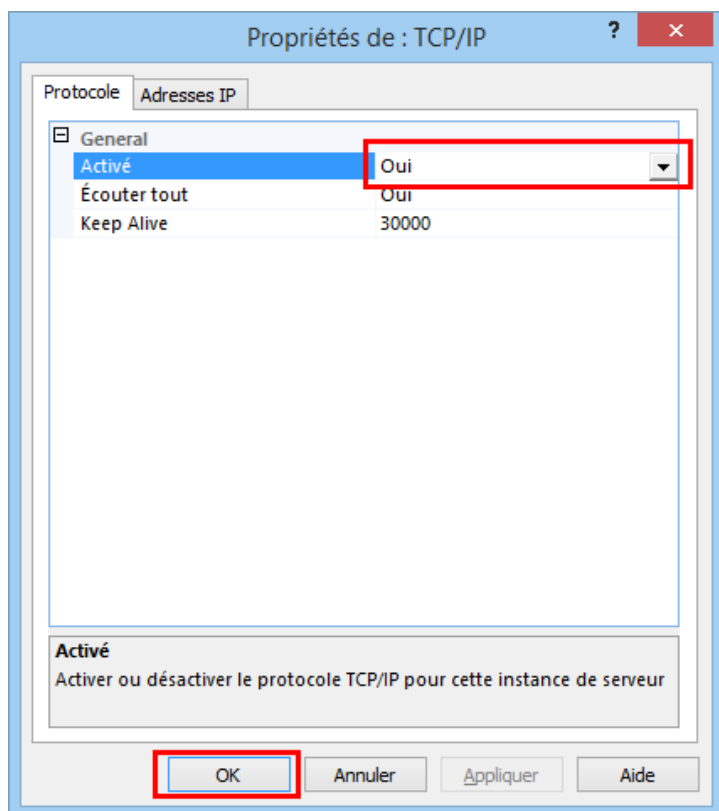 Propriétés de : TCP/IP
?
×
Protocole Adresses IP
General
Activé Oui
Écouter tout Oui
Keep Alive 30000
Activé
Activer ou désactiver le protocole TCP/IP pour cette instance de serveur
OK Annuler Appliquer Aide